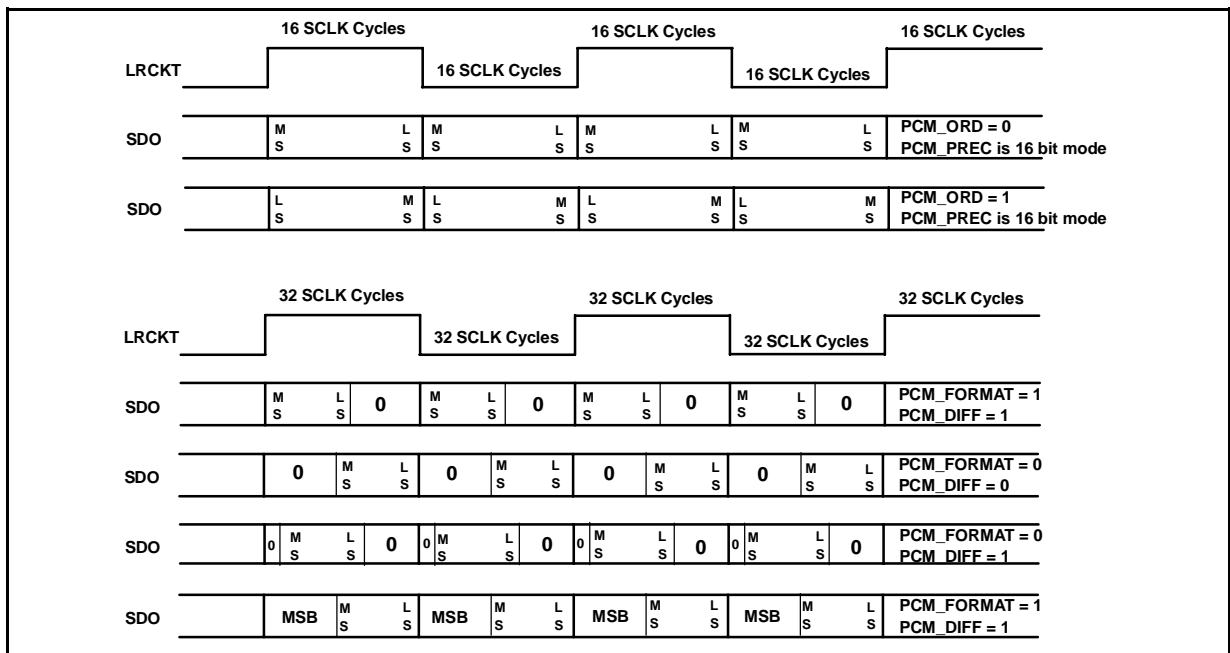 16 SCLK Cycles 16 SCLK Cycles 16 SCLK Cycles
LRCKT 16 SCLK Cycles 16 SCLK Cycles
SDO M L M L M L M L PCM_ORD = 0
S S S S S S S S PCM_PREC is 16 bit mode
SDO L M L M L M L M PCM_ORD = 1
S S S S S S S S PCM_PREC is 16 bit mode
32 SCLK Cycles 32 SCLK Cycles 32 SCLK Cycles
LRCKT 32 SCLK Cycles 32 SCLK Cycles
SDO M L 0 M L 0 M L 0 M L 0 PCM_FORMAT = 1
S S S S S S S S PCM_DIFF = 1
SDO 0 M L 0 M L 0 M L 0 M L PCM_FORMAT = 0
S S S S S S S S PCM_DIFF = 0
SDO 0 M L 0 0 M L 0 0 M L 0 0 M L 0 PCM_FORMAT = 0
S S S S S S S S PCM_DIFF = 1
SDO MSB M L MSB M L MSB M L MSB M L PCM_FORMAT = 1
S S S S S S S S PCM_DIFF = 1